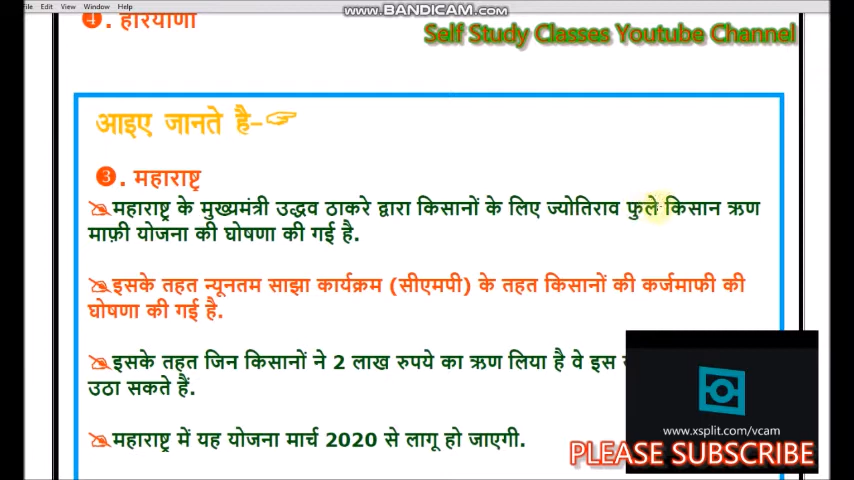 www.BANDICAM.com
File Edit View Window Help
❹. हरियाणा
Self Study Classes Youtube Channel
आइए जानते है-☞
❸. महाराष्ट्र
महाराष्ट्र के मुख्यमंत्री उद्धव ठाकरे द्वारा किसानों के लिए ज्योतिराव फुले किसान ऋण
माफ़ी योजना की घोषणा की गई है.
इसके तहत न्यूनतम साझा कार्यक्रम (सीएमपी) के तहत किसानों की कर्जमाफी की
घोषणा की गई है.
इसके तहत जिन किसानों ने 2 लाख रुपये का ऋण लिया है वे इस
उठा सकते हैं.
महाराष्ट्र में यह योजना मार्च 2020 से लागू हो जाएगी.
www.xsplit.com/vcam
PLEASE SUBSCRIBE